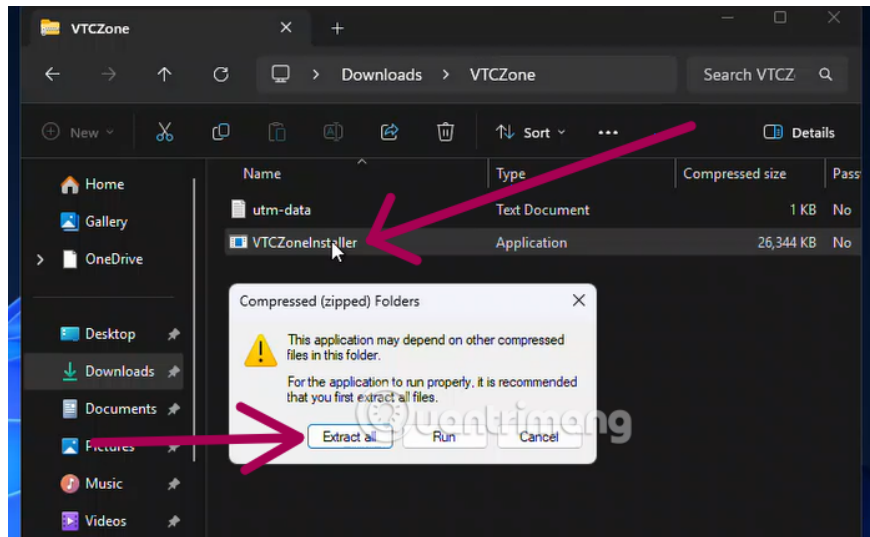 VTCZone
Downloads > VTCZone
Search VTCZ
New
Sort
Details
Name Type Compressed size Pass
Home
Gallery
OneDrive
Desktop
Downloads
Documents
Pictures
Music
Videos
utm-data Text Document 1 KB No
VTCZoneInstaller Application 26,344 KB No
Compressed (zipped) Folders
This application may depend on other compressed
files in this folder.
For the application to run properly, it is recommended
that you first extract all files.
Extract all Run Cancel
Quantrimang